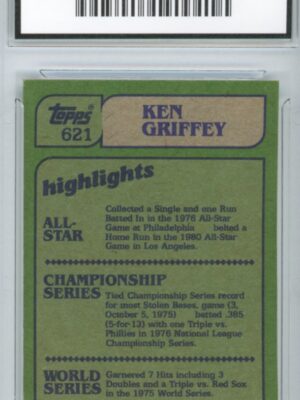 topps
621
KEN
GRIFFEY
highlights
ALL-
STAR
Collected a Single and one Run
Batted In in the 1976 All-Star
Game at Philadelphia belted a
Home Run in the 1980 All-Star
Game in Los Angeles.
CHAMPIONSHIP
SERIES
Tied Championship Series record
for most Stolen Bases, game (3,
October 5, 1975) batted .385
(5-for-13) with one Triple vs.
Phillies in 1976 National League
Championship Series.
WORLD
SERIES
Garnered 7 Hits including 3
Doubles and a Triple vs. Red Sox
in the 1975 World Series.